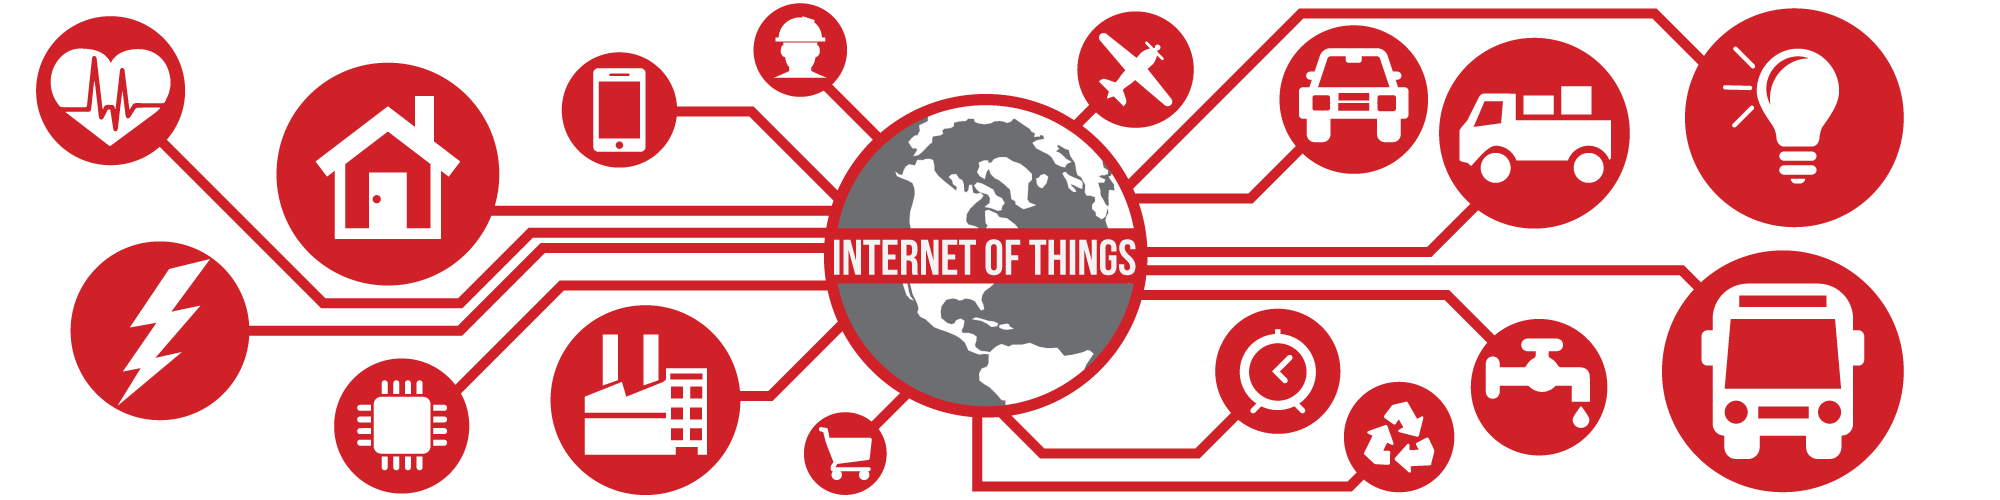 INTERNET OF THINGS